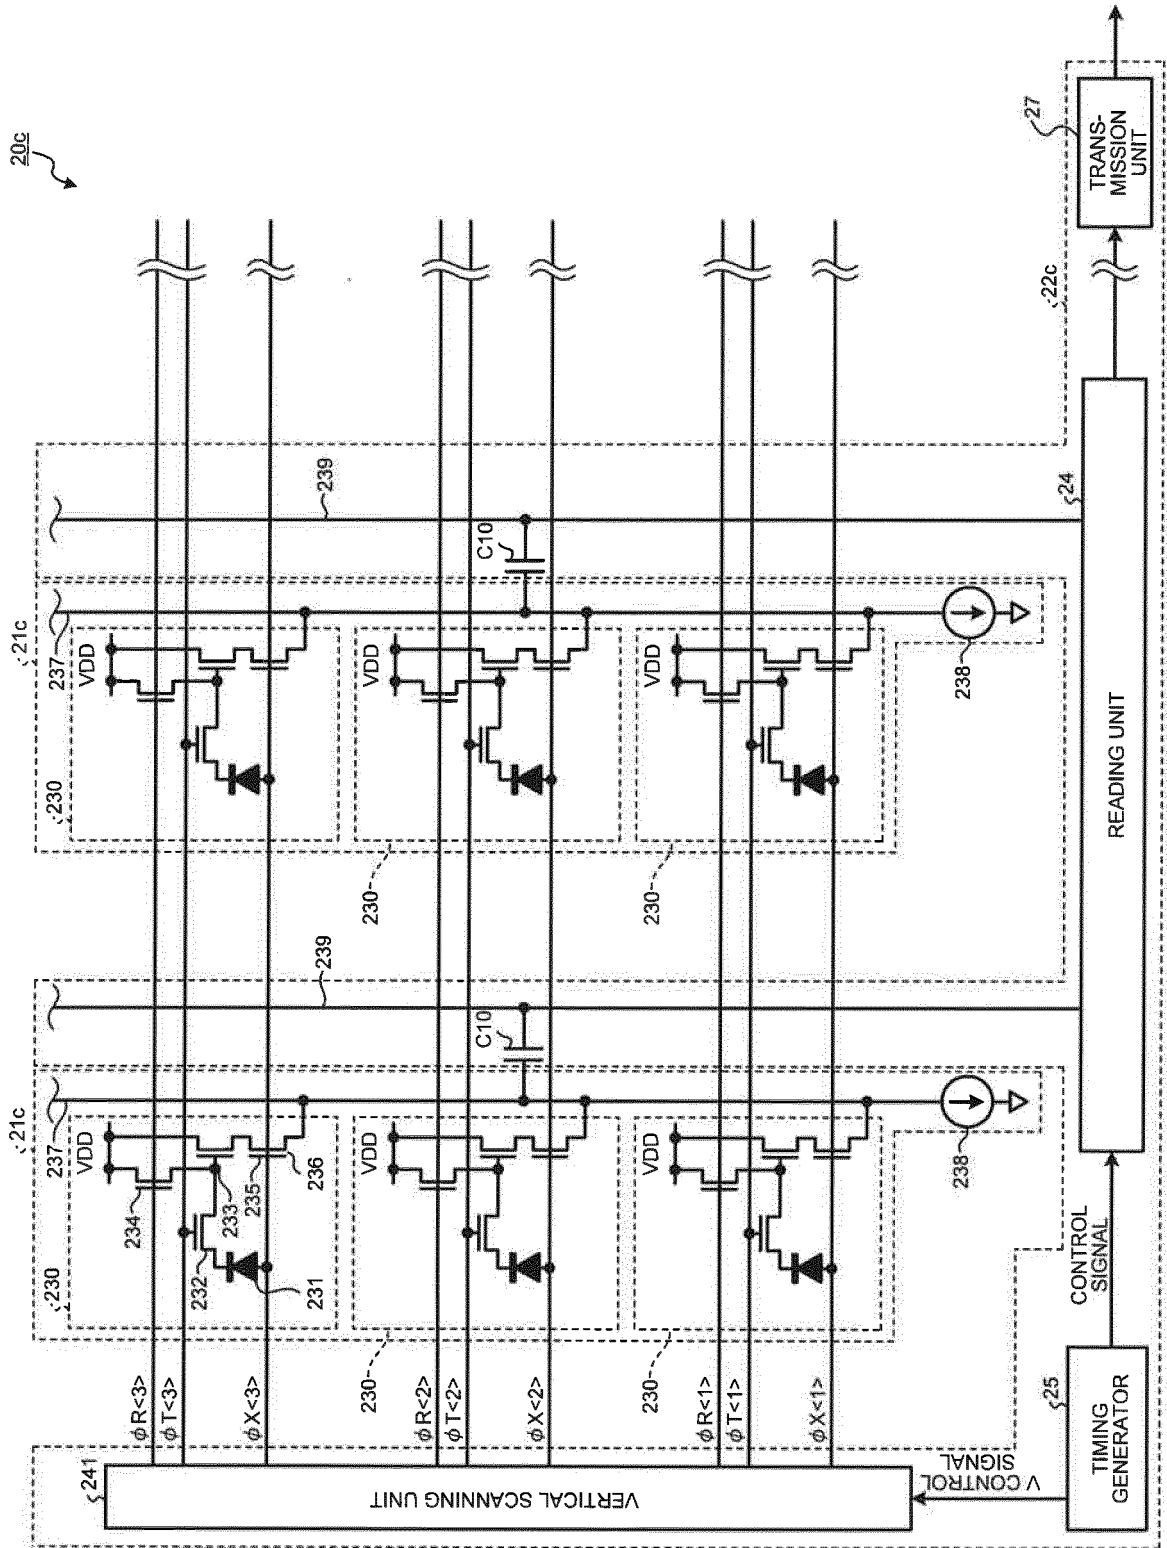 20c
21c
237
VDD
234
233
235
236
232
231
230
239
C10
238
21c
237
VDD
230
239
C10
238
VDD
230
VDD
230
VDD
230
VDD
230
241
VERTICAL SCANNING UNIT
φR<3>
φT<3>
φX<3>
φR<2>
φT<2>
φX<2>
φR<1>
φT<1>
φX<1>
V CONTROL
SIGNAL
25
TIMING
GENERATOR
CONTROL
SIGNAL
24
READING UNIT
22c
27
TRANS-
MISSION
UNIT